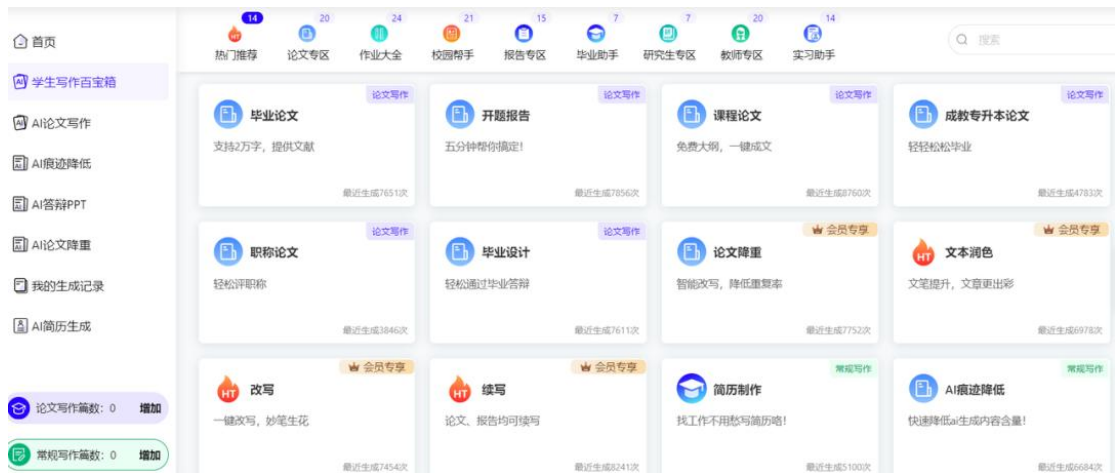 首页
学生写作百宝箱
AI论文写作
AI痕迹降低
AI答辩PPT
AI论文降重
我的生成记录
AI简历生成
论文写作篇数：0 增加
常规写作篇数：0 增加
14 20 24 21 15 7 7 20 14
热门推荐 论文专区 作业大全 校园帮手 报告专区 毕业助手 研究生专区 教师专区 实习助手
搜索
论文写作 论文写作 论文写作 论文写作
毕业论文 开题报告 课程论文 成教专升本论文
支持2万字，提供文献 五分钟帮你搞定! 免费大纲，一键成文 轻轻松松毕业
最近生成7651次 最近生成7856次 最近生成8760次 最近生成4783次
论文写作 论文写作 会员专享 会员专享
职称论文 毕业设计 论文降重 HT 文本润色
轻松评职称 轻松通过毕业答辩 智能改写，降低重复率 文笔提升，文章更出彩
最近生成3846次 最近生成7611次 最近生成7752次 最近生成6978次
会员专享 会员专享 常规写作 常规写作
HT 改写 HT 续写 简历制作 AI痕迹降低
一键改写，妙笔生花 论文、报告均可续写 找工作不用愁写简历咯! 快速降低ai生成内容含量!
最近生成7454次 最近生成8241次 最近生成5100次 最近生成6684次